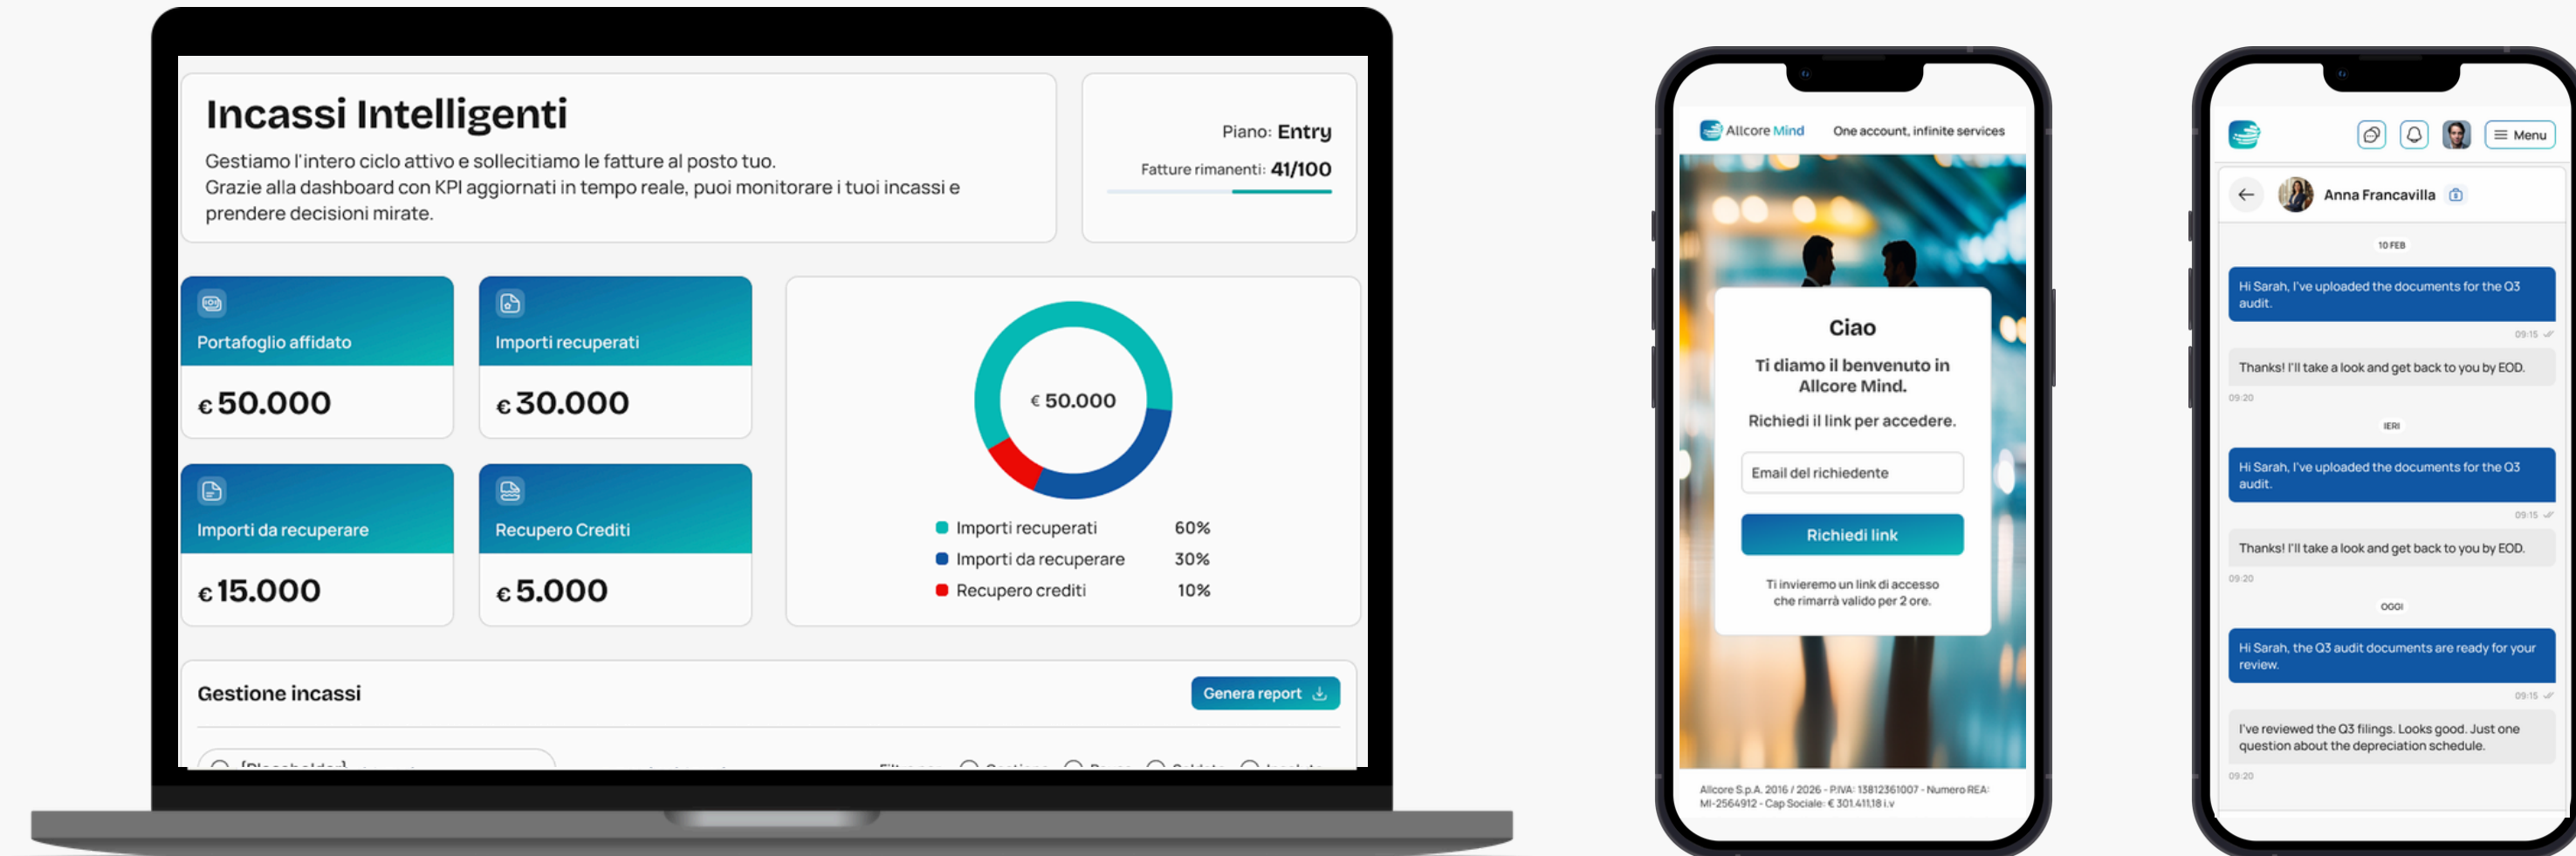 Incassi Intelligenti
Gestiamo l'intero ciclo attivo e sollecitiamo le fatture al posto tuo.
Grazie alla dashboard con KPI aggiornati in tempo reale, puoi monitorare i tuoi incassi e
prendere decisioni mirate.
Piano: Entry
Fatture rimanenti: 41/100
Portafoglio affidato
€ 50.000
Importi recuperati
€ 30.000
Importi da recuperare
€ 15.000
Recupero Crediti
€ 5.000
€ 50.000
Importi recuperati 60%
Importi da recuperare 30%
Recupero crediti 10%
Gestione incassi
Genera report
Allcore Mind
One account, infinite services
Ciao
Ti diamo il benvenuto in
Allcore Mind.
Richiedi il link per accedere.
Email del richiedente
Richiedi link
Ti invieremo un link di accesso
che rimarrà valido per 2 ore.
Allcore S.p.A. 2016 / 2026 - P.IVA: 13812361007 - Numero REA:
MI-2564912 - Cap Sociale: € 301.411,18 i.v
Menu
Anna Francavilla
10 FEB
Hi Sarah, I've uploaded the documents for the Q3
audit.
09:15
Thanks! I'll take a look and get back to you by EOD.
09:20
IERI
Hi Sarah, I've uploaded the documents for the Q3
audit.
09:15
Thanks! I'll take a look and get back to you by EOD.
09:20
OGGI
Hi Sarah, the Q3 audit documents are ready for your
review.
09:15
I've reviewed the Q3 filings. Looks good. Just one
question about the depreciation schedule.
09:20